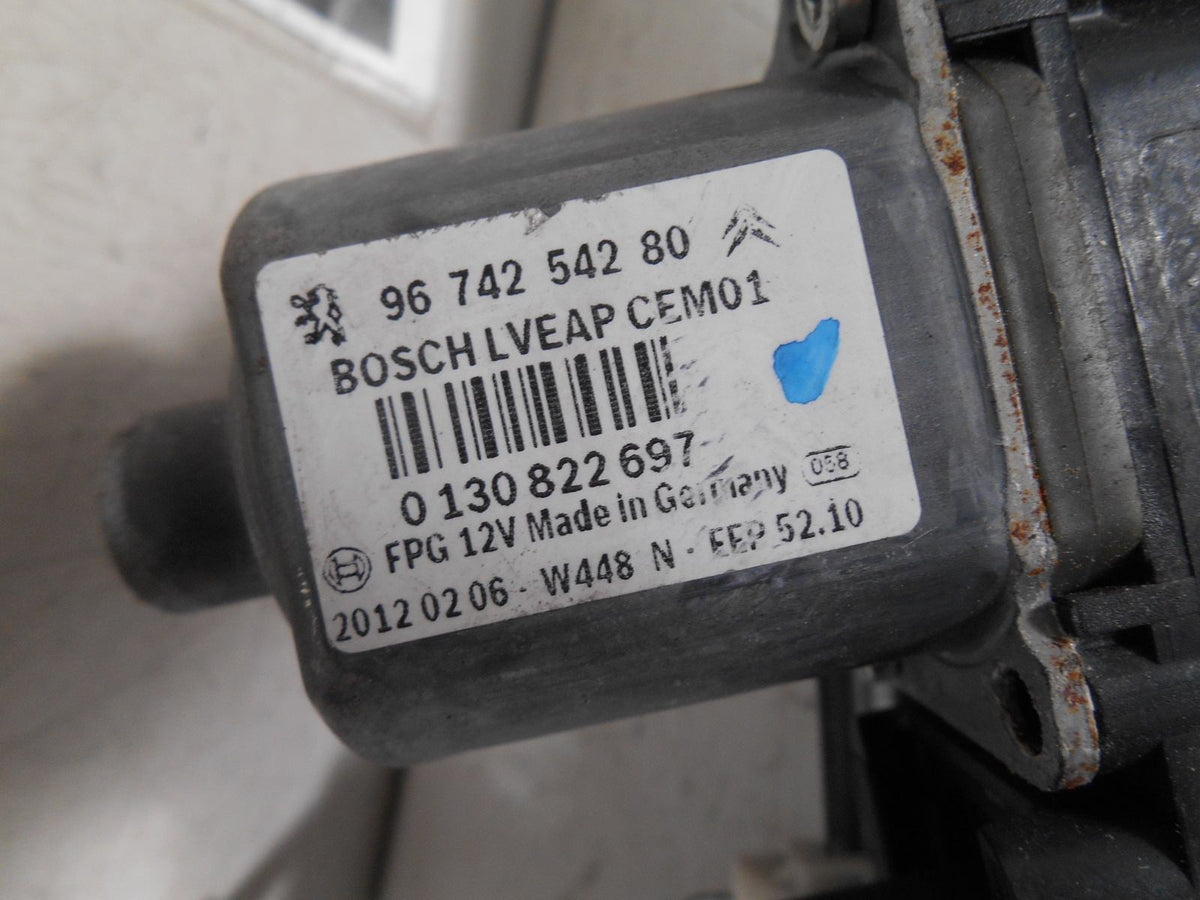 96 742 542 80
BOSCH LVEAP CEM01
0 130 822 697
FPG 12V Made in Germany 058
2012 02 06 - W448 N - EEP 52.10